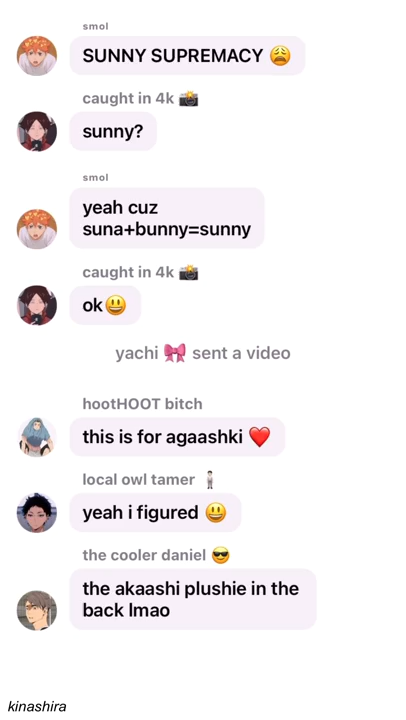 smol
SUNNY SUPREMACY 😩
caught in 4k 📸
sunny?
smol
yeah cuz
suna+bunny=sunny
caught in 4k 📸
ok😃
yachi 🎀 sent a video
hootHOOT bitch
this is for agaashki ❤️
local owl tamer 🧍🏻‍♂️
yeah i figured 😃
the cooler daniel 😎
the akaashi plushie in the
back lmao
kinashira